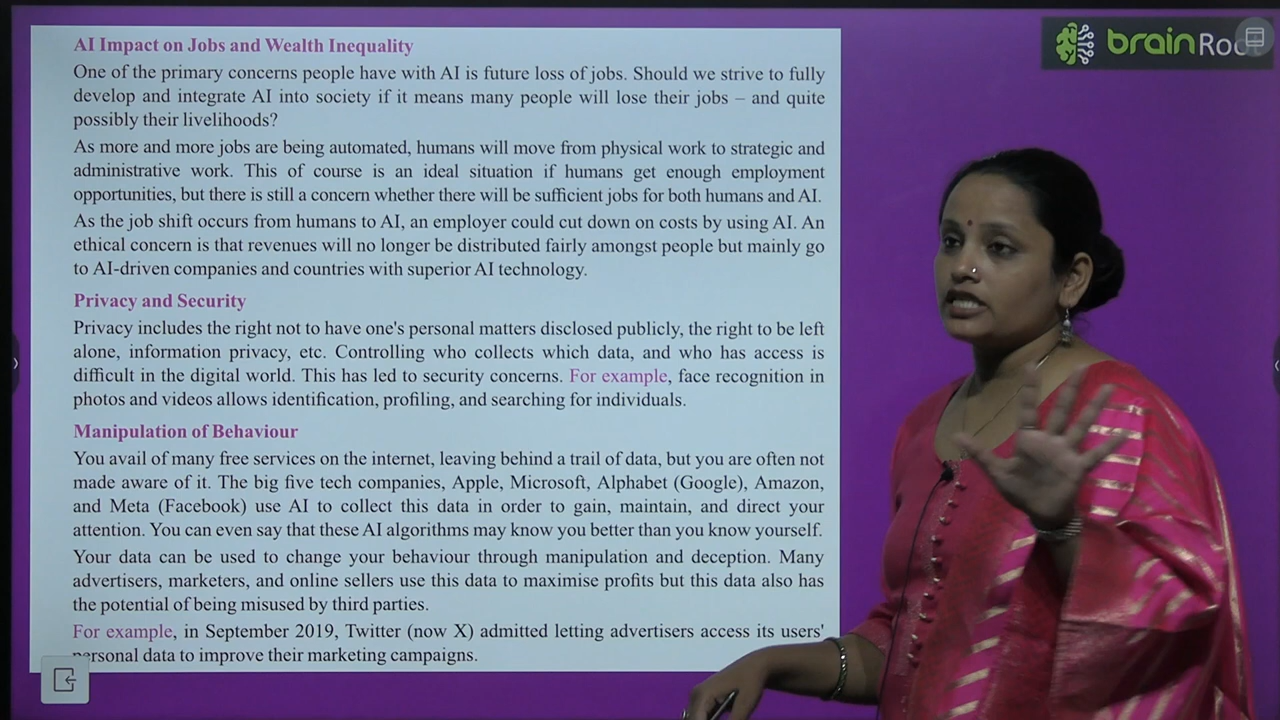 AI Impact on Jobs and Wealth Inequality
One of the primary concerns people have with AI is future loss of jobs. Should we strive to fully
develop and integrate AI into society if it means many people will lose their jobs – and quite
possibly their livelihoods?
As more and more jobs are being automated, humans will move from physical work to strategic and
administrative work. This of course is an ideal situation if humans get enough employment
opportunities, but there is still a concern whether there will be sufficient jobs for both humans and AI.
As the job shift occurs from humans to AI, an employer could cut down on costs by using AI. An
ethical concern is that revenues will no longer be distributed fairly amongst people but mainly go
to AI-driven companies and countries with superior AI technology.
Privacy and Security
Privacy includes the right not to have one's personal matters disclosed publicly, the right to be left
alone, information privacy, etc. Controlling who collects which data, and who has access is
difficult in the digital world. This has led to security concerns. For example, face recognition in
photos and videos allows identification, profiling, and searching for individuals.
Manipulation of Behaviour
You avail of many free services on the internet, leaving behind a trail of data, but you are often not
made aware of it. The big five tech companies, Apple, Microsoft, Alphabet (Google), Amazon,
and Meta (Facebook) use AI to collect this data in order to gain, maintain, and direct your
attention. You can even say that these AI algorithms may know you better than you know yourself.
Your data can be used to change your behaviour through manipulation and deception. Many
advertisers, marketers, and online sellers use this data to maximise profits but this data also has
the potential of being misused by third parties.
For example, in September 2019, Twitter (now X) admitted letting advertisers access its users'
personal data to improve their marketing campaigns.
brain